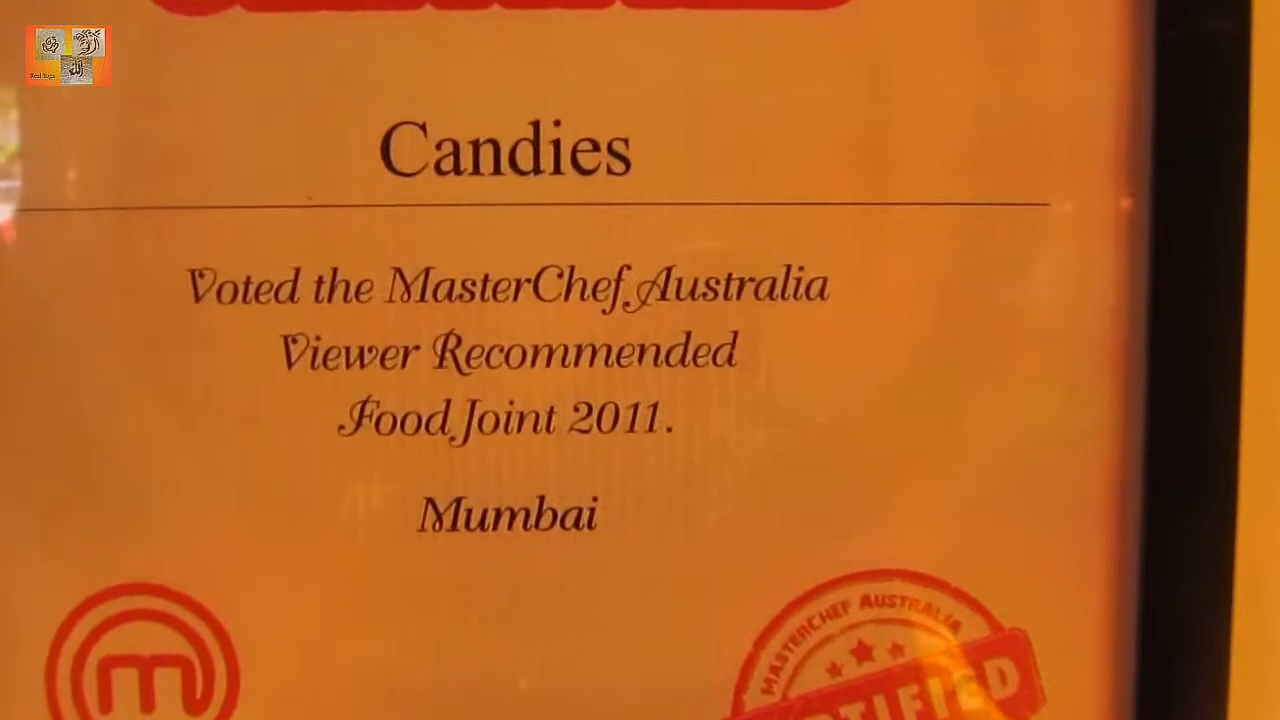 Candies
Voted the MasterChef Australia
Viewer Recommended
Food Joint 2011.
Mumbai
MASTERCHEF AUSTRALIA